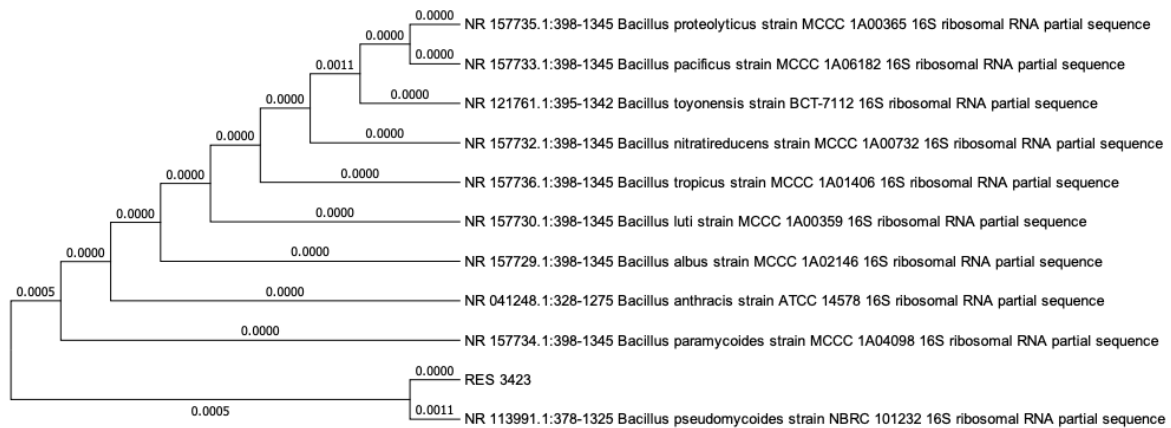 0.0000
NR 157735.1:398-1345 Bacillus proteolyticus strain MCCC 1A00365 16S ribosomal RNA partial sequence
0.0000
0.0000
NR 157733.1:398-1345 Bacillus pacificus strain MCCC 1A06182 16S ribosomal RNA partial sequence
0.0011
0.0000
NR 121761.1:395-1342 Bacillus toyonensis strain BCT-7112 16S ribosomal RNA partial sequence
0.0000
0.0000
NR 157732.1:398-1345 Bacillus nitratireducens strain MCCC 1A00732 16S ribosomal RNA partial sequence
0.0000
0.0000
NR 157736.1:398-1345 Bacillus tropicus strain MCCC 1A01406 16S ribosomal RNA partial sequence
0.0000
0.0000
NR 157730.1:398-1345 Bacillus luti strain MCCC 1A00359 16S ribosomal RNA partial sequence
0.0000
0.0000
NR 157729.1:398-1345 Bacillus albus strain MCCC 1A02146 16S ribosomal RNA partial sequence
0.0000
0.0005
0.0000
NR 041248.1:328-1275 Bacillus anthracis strain ATCC 14578 16S ribosomal RNA partial sequence
0.0000
NR 157734.1:398-1345 Bacillus paramycoides strain MCCC 1A04098 16S ribosomal RNA partial sequence
0.0000
RES 3423
0.0005
0.0011
NR 113991.1:378-1325 Bacillus pseudomycoides strain NBRC 101232 16S ribosomal RNA partial sequence